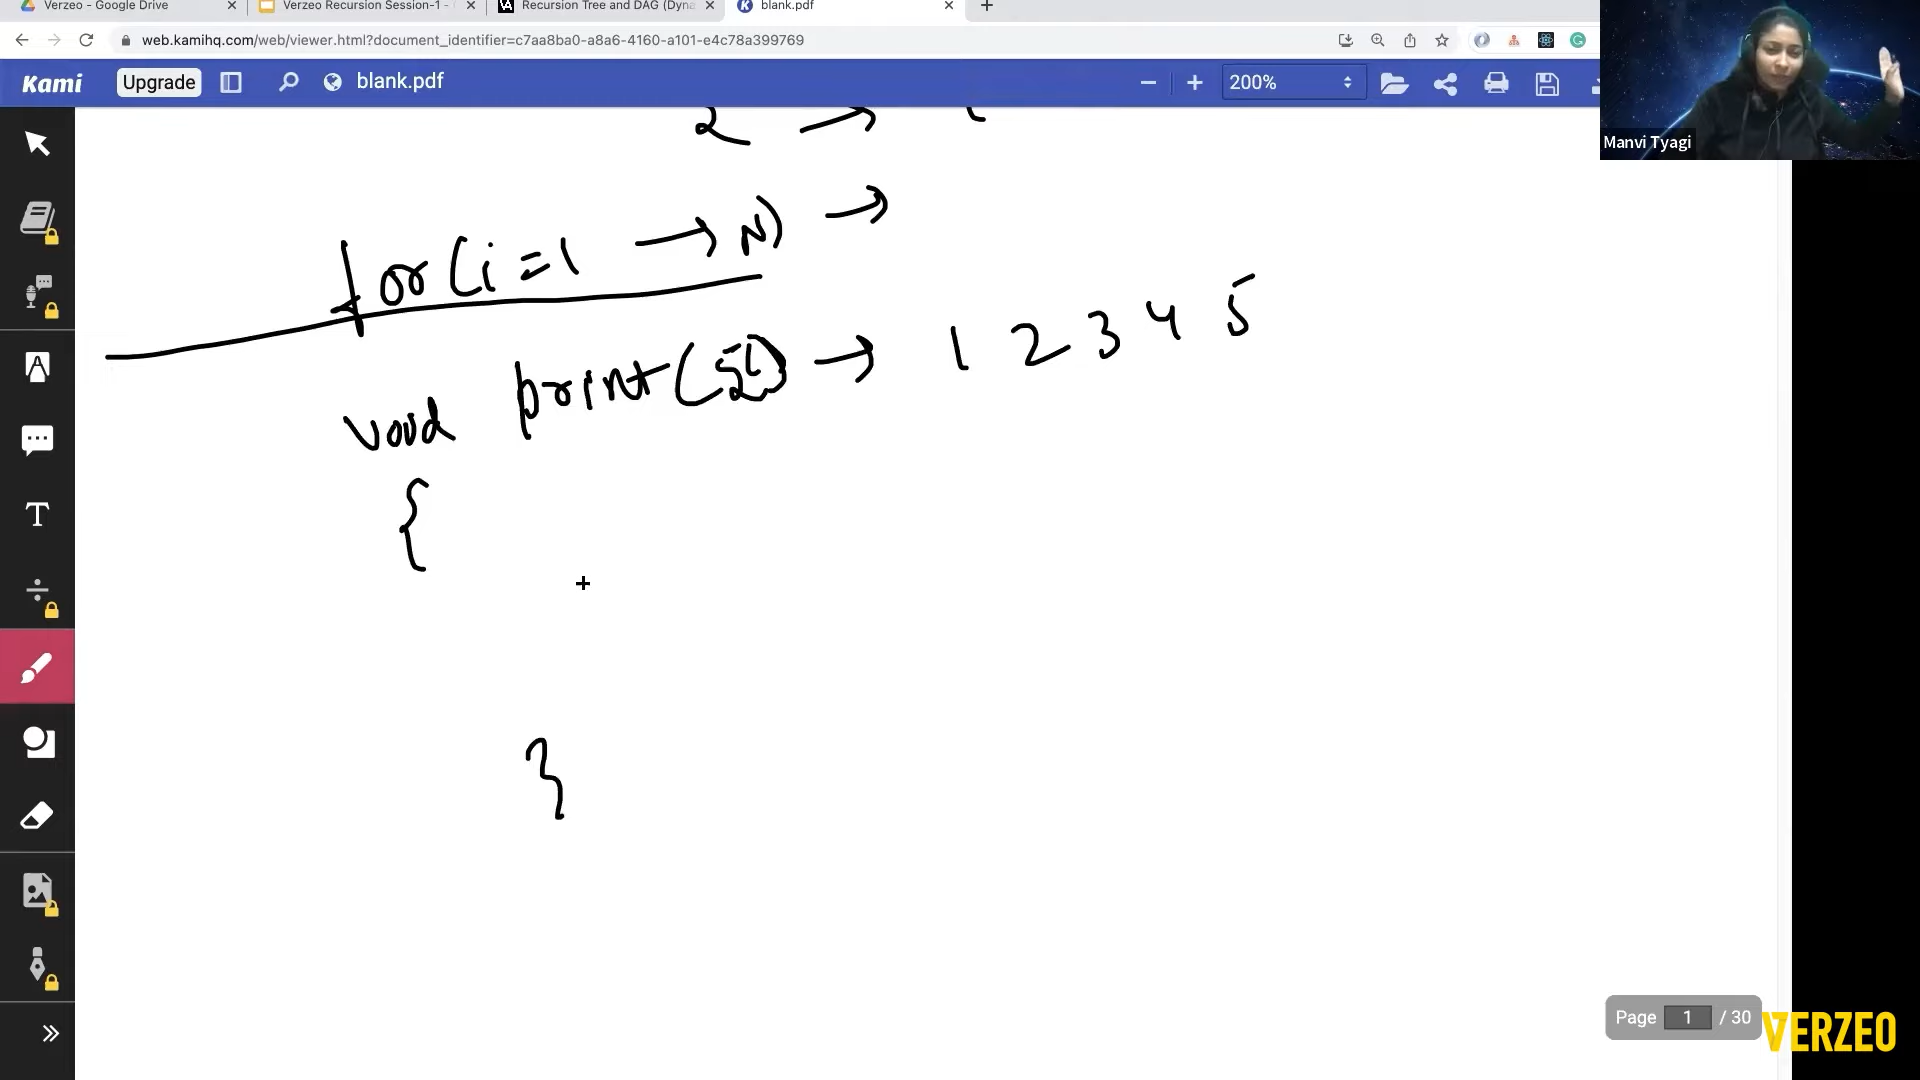 Verzeo - Google Drive
Verzeo Recursion Session-1 -
Recursion Tree and DAG (Dyna
blank.pdf
web.kamihq.com/web/viewer.html?document_identifier=c7aa8ba0-a8a6-4160-a101-e4c78a399769
Kami
Upgrade
blank.pdf
200%
Manvi Tyagi
2 →
for(i=1 → N) →
void print( ) → 1 2 3 4 5
{
}
Page 1 / 30
VERZEO